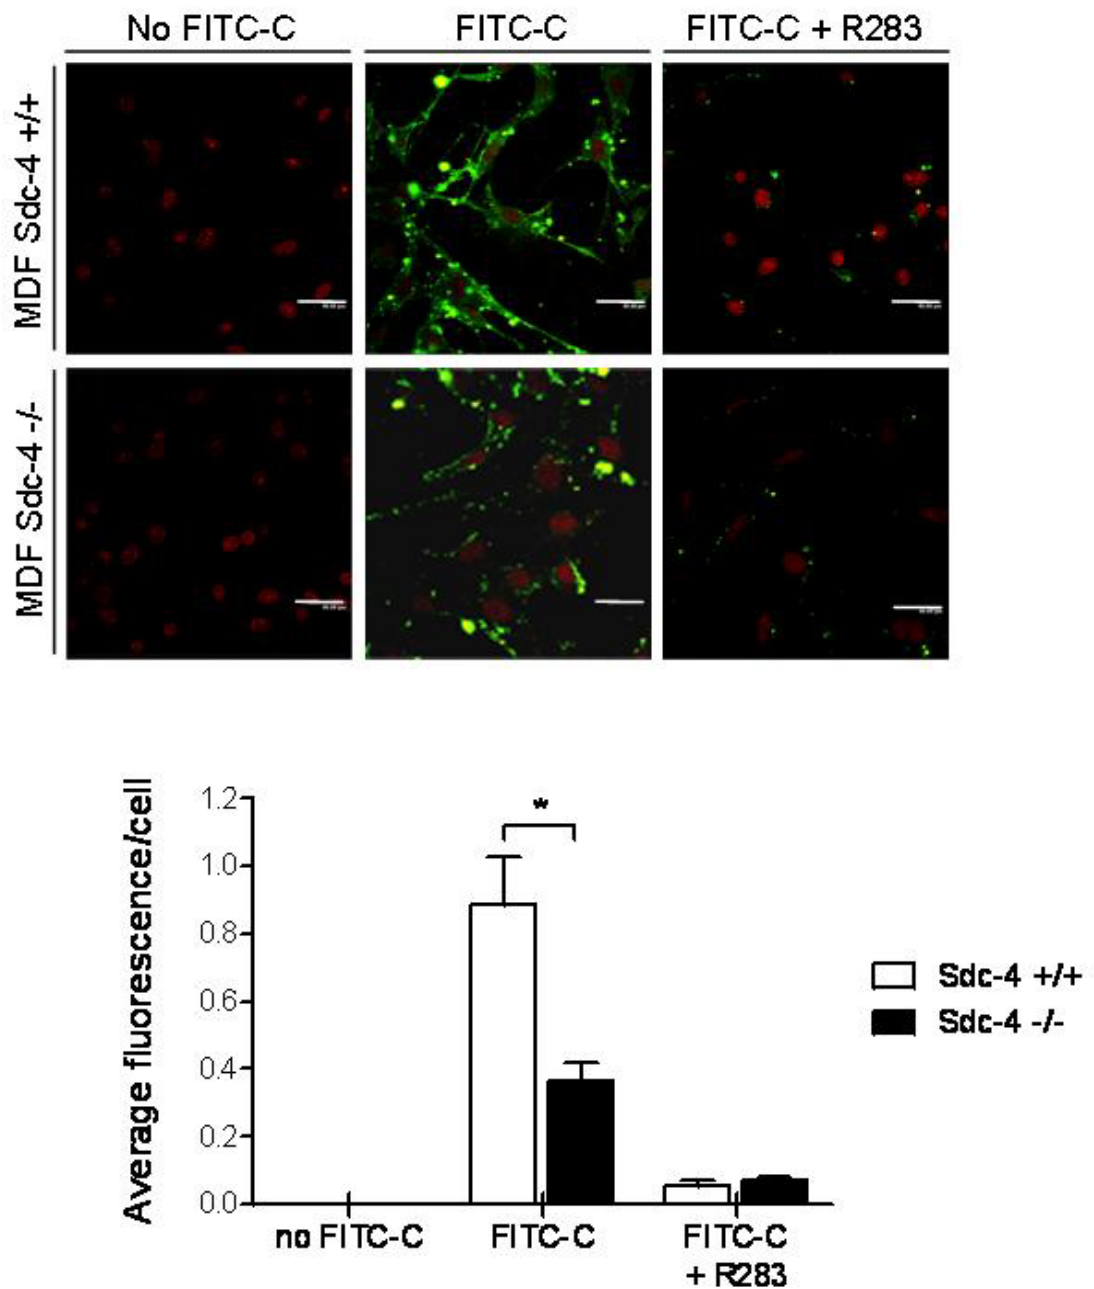 No FITC-C FITC-C FITC-C + R283
MDF Sdc-4 +/+
MDF Sdc-4 -/-
Average fluorescence/cell
1.2
1.0
0.8
0.6
0.4
0.2
0.0
*
no FITC-C FITC-C FITC-C
+ R283
Sdc-4 +/+
Sdc-4 -/-